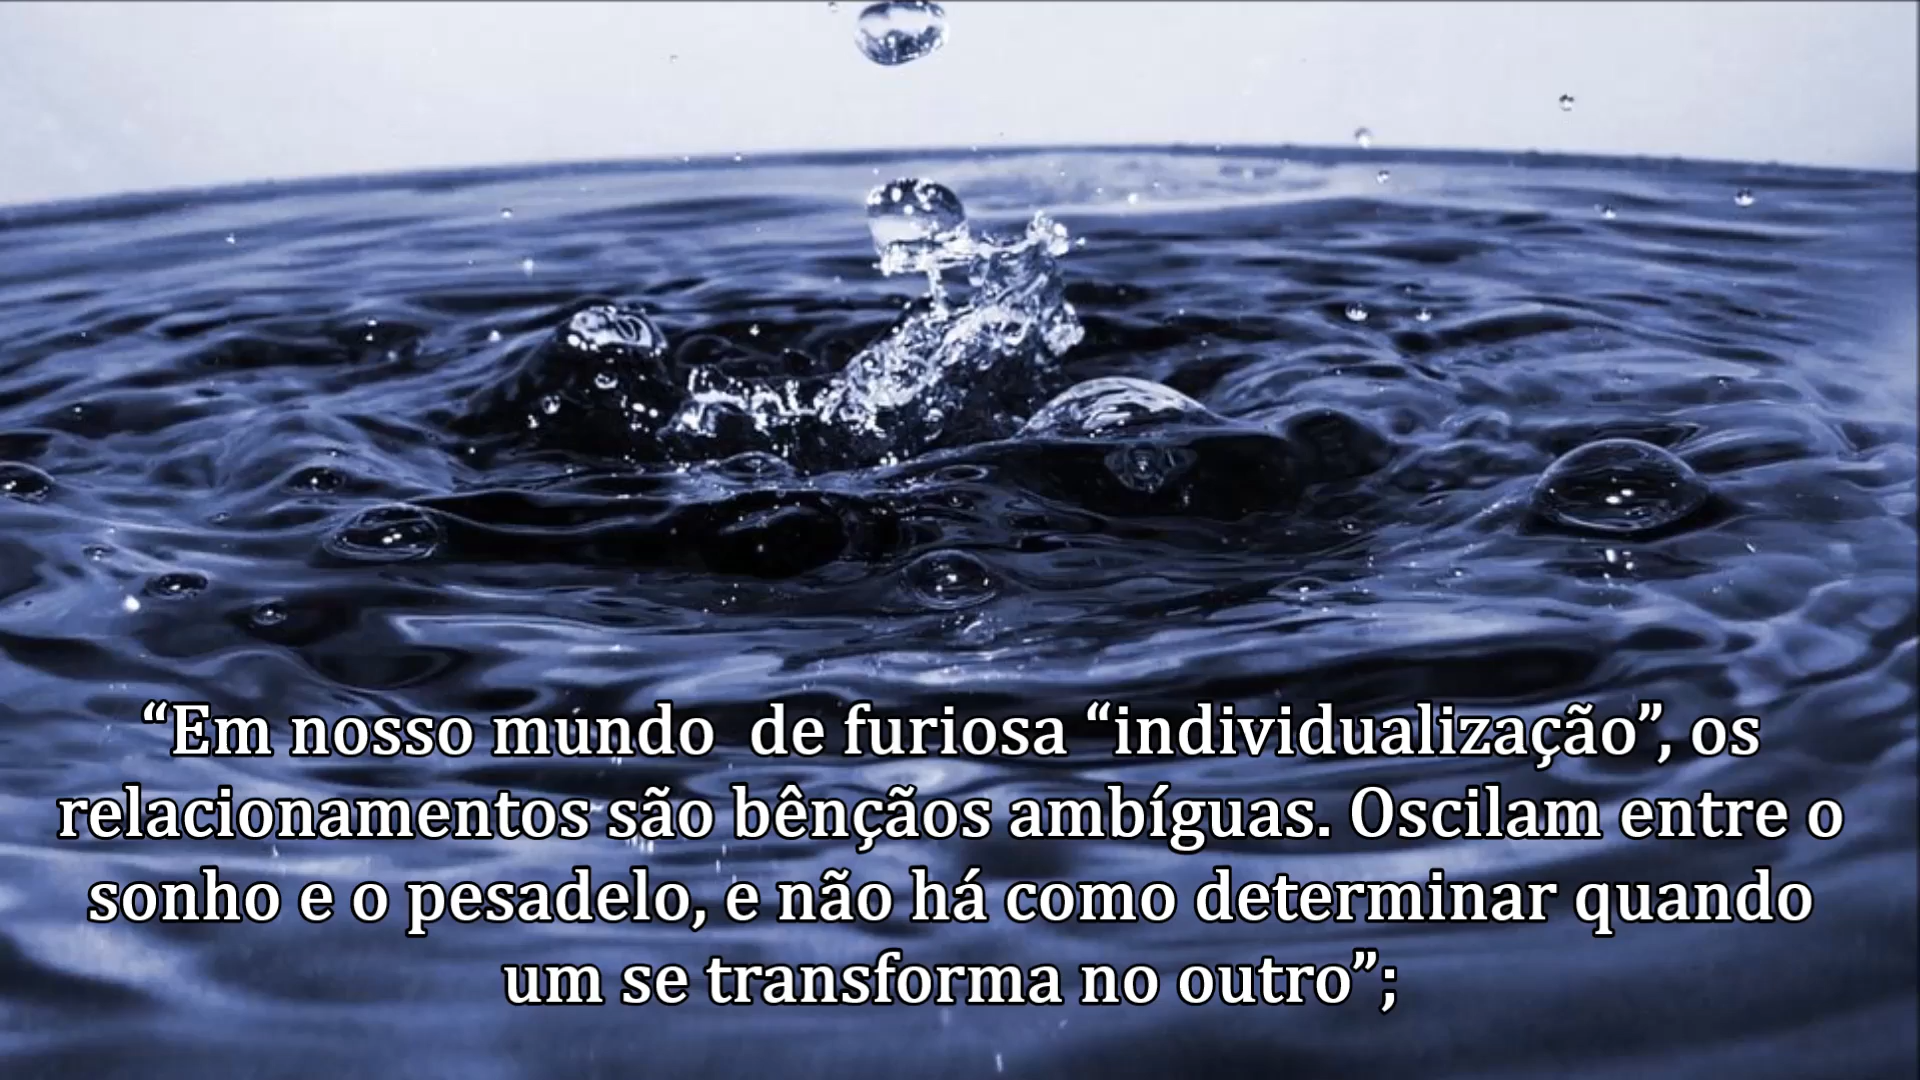 “Em nosso mundo  de furiosa “individualização”, os
relacionamentos são bênçãos ambíguas. Oscilam entre o
sonho e o pesadelo, e não há como determinar quando
um se transforma no outro”;